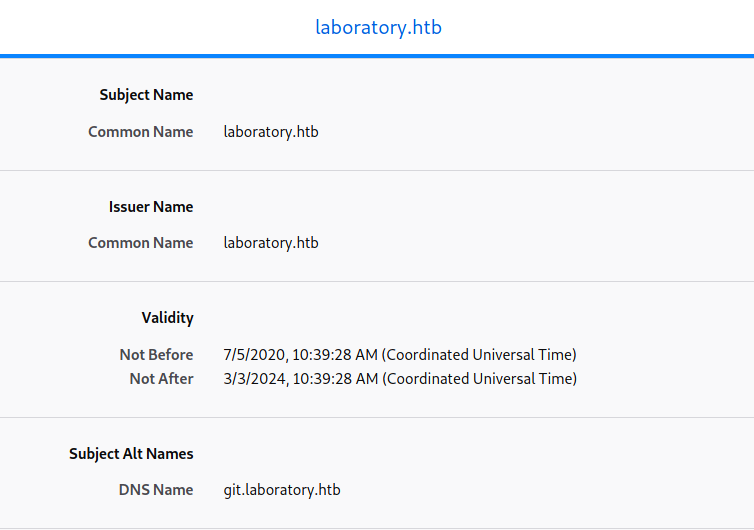 laboratory.htb
Subject Name
Common Name laboratory.htb
Issuer Name
Common Name laboratory.htb
Validity
Not Before 7/5/2020, 10:39:28 AM (Coordinated Universal Time)
Not After 3/3/2024, 10:39:28 AM (Coordinated Universal Time)
Subject Alt Names
DNS Name git.laboratory.htb